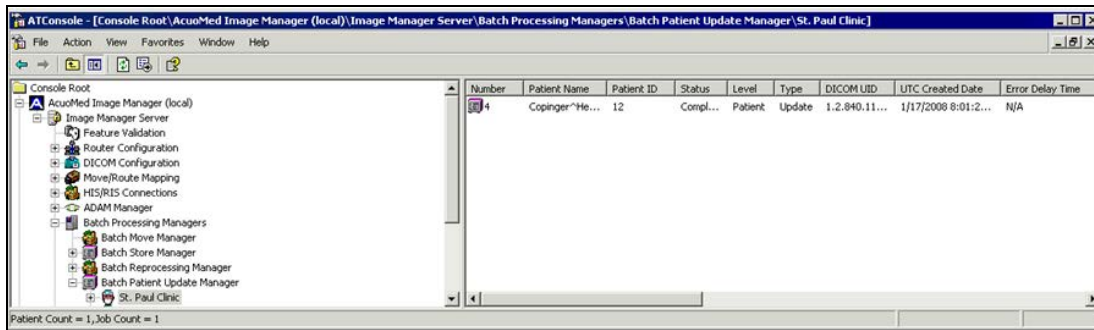 ATConsole - [Console Root\AcuoMed Image Manager (local)\Image Manager Server\Batch Processing Managers\Batch Patient Update Manager\St. Paul Clinic]
File Action View Favorites Window Help
Console Root
AcuoMed Image Manager (local)
Image Manager Server
Feature Validation
Router Configuration
DICOM Configuration
Move/Route Mapping
HIS/RIS Connections
ADAM Manager
Batch Processing Managers
Batch Move Manager
Batch Store Manager
Batch Reprocessing Manager
Batch Patient Update Manager
St. Paul Clinic
Number Patient Name Patient ID Status Level Type DICOM UID UTC Created Date Error Delay Time
4 Copinger^He... 12 Compl... Patient Update 1.2.840.11... 1/17/2008 8:01:2... N/A
Patient Count = 1,Job Count = 1